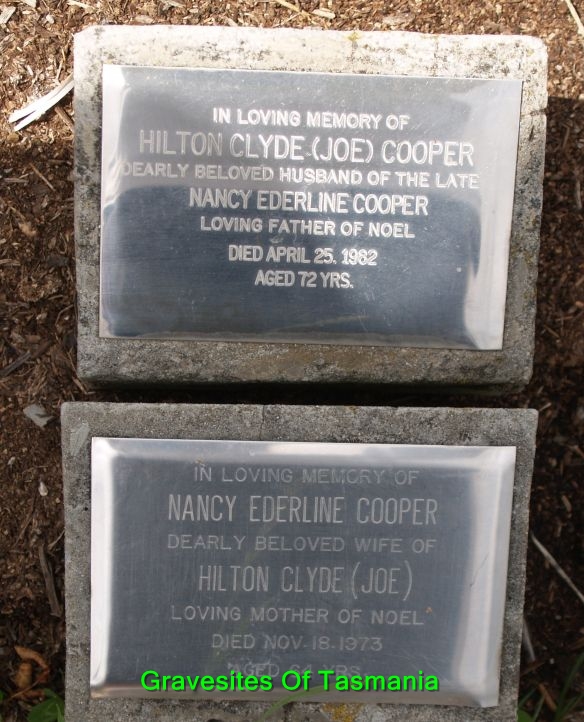 IN LOVING MEMORY OF
HILTON CLYDE (JOE) COOPER
DEARLY BELOVED HUSBAND OF THE LATE
NANCY EDERLINE COOPER
LOVING FATHER OF NOEL
DIED APRIL 25, 1982
AGED 72 YRS.
IN LOVING MEMORY OF
NANCY EDERLINE COOPER
DEARLY BELOVED WIFE OF
HILTON CLYDE (JOE)
LOVING MOTHER OF NOEL
DIED NOV. 18. 1973
AGED YRS
Gravesites Of Tasmania